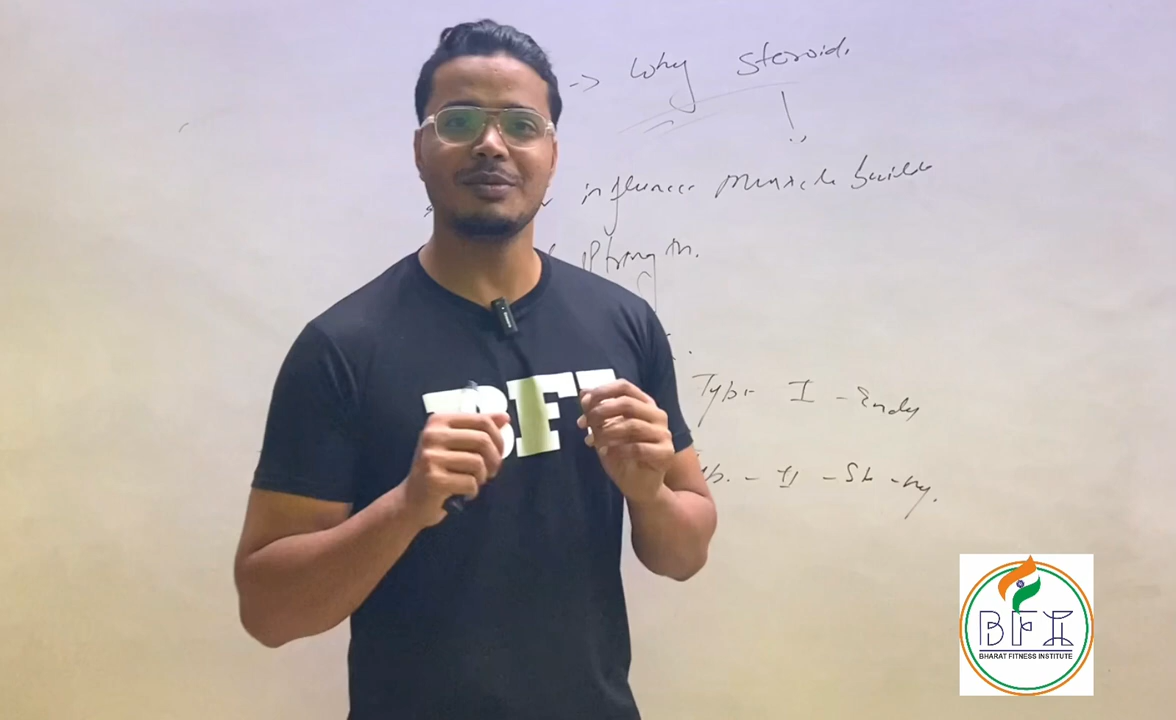 -> Why steroid.
influence muscle build
strength.
BFI
Type I - Endu
II - St
BFI
BHARAT FITNESS INSTITUTE